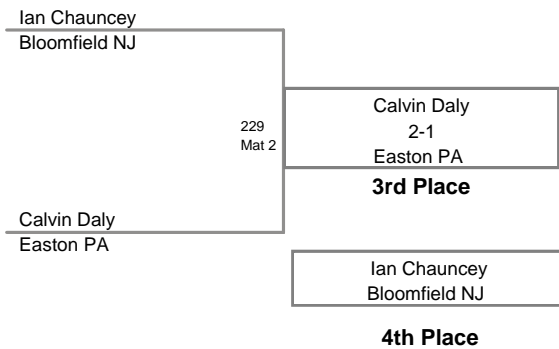 Ian Chauncey
Bloomfield NJ
229
Mat 2
Calvin Daly
2-1
Easton PA
3rd Place
Calvin Daly
Easton PA
Ian Chauncey
Bloomfield NJ
4th Place